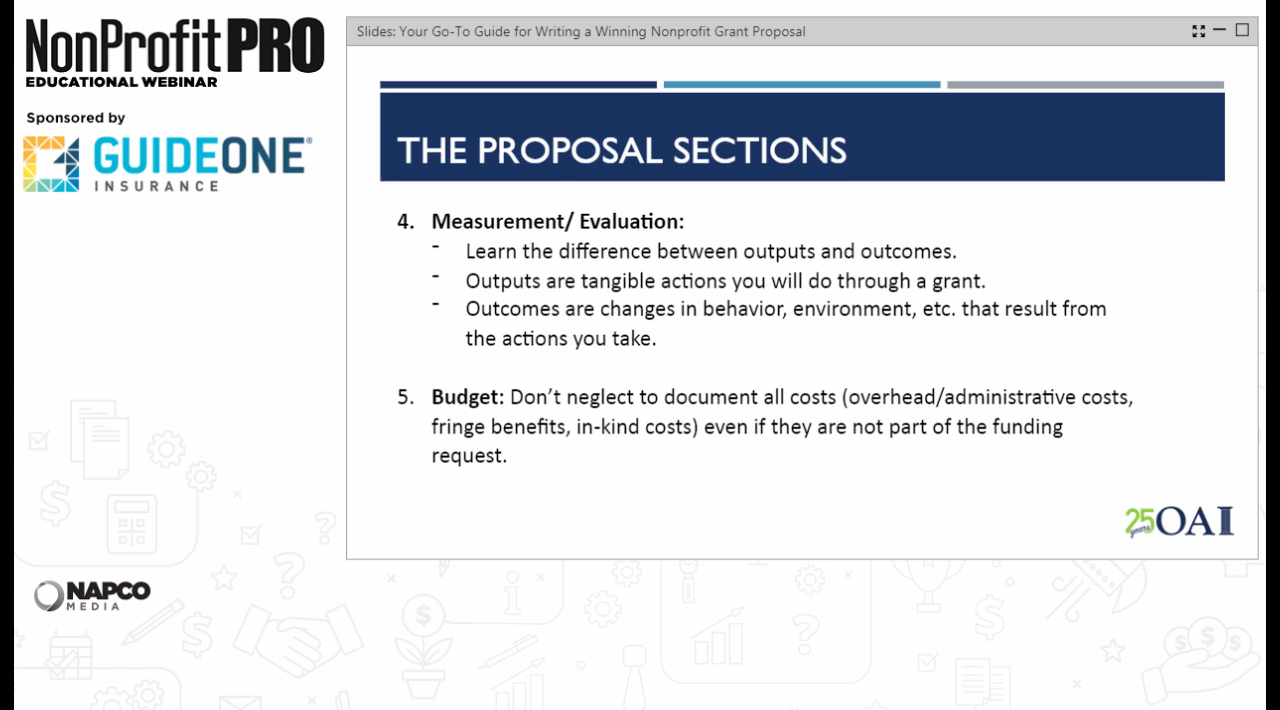 NonProfit PRO
EDUCATIONAL WEBINAR
Sponsored by
GUIDEONE®
INSURANCE
Slides: Your Go-To Guide for Writing a Winning Nonprofit Grant Proposal
THE PROPOSAL SECTIONS
4. Measurement/ Evaluation:
- Learn the difference between outputs and outcomes.
- Outputs are tangible actions you will do through a grant.
- Outcomes are changes in behavior, environment, etc. that result from
the actions you take.
5. Budget: Don’t neglect to document all costs (overhead/administrative costs,
fringe benefits, in-kind costs) even if they are not part of the funding
request.
25 years OAI
NAPCO
MEDIA